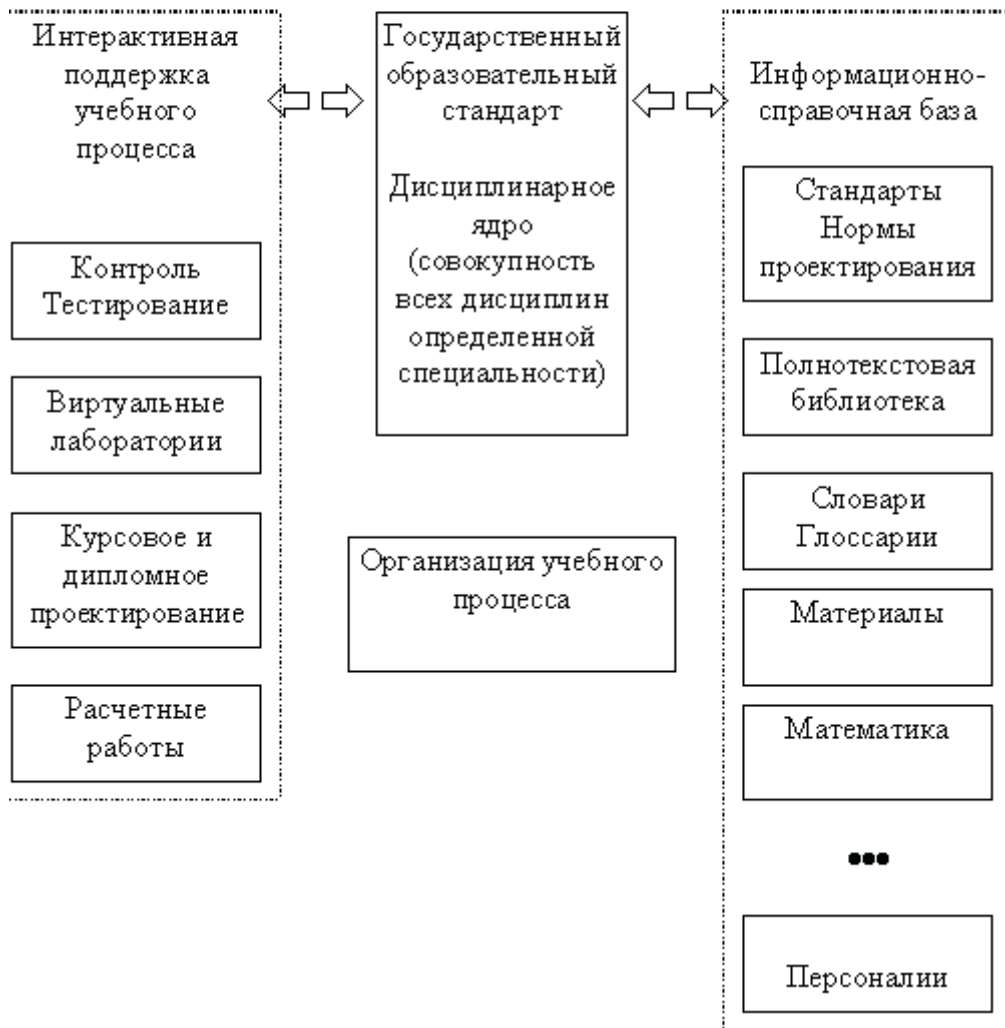 Интерактивная
поддержка
учебного
процесса
Контроль
Тестирование
Виртуальные
лаборатории
Курсовое и
дипломное
проектирование
Расчетные
работы
Государственный
образовательный
стандарт
Дисциплинарное
ядро
(совокупность
всех дисциплин
определенной
специальности)
Организация учебного
процесса
Информационно-
справочная база
Стандарты
Нормы
проектирования
Полнотекстовая
библиотека
Словари
Глоссарии
Материалы
Математика
•••
Персоналии